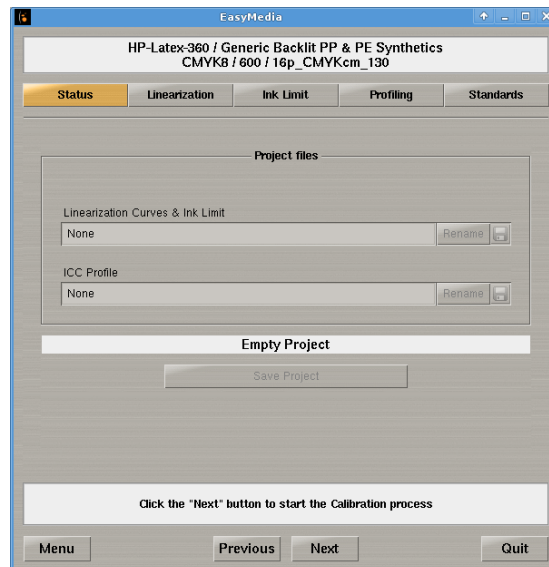 EasyMedia
HP-Latex-360 / Generic Backlit PP & PE Synthetics
CMYK8 / 600 / 16p_CMYKcm_130
Status
Linearization
Ink Limit
Profiling
Standards
Project files
Linearization Curves & Ink Limit
None
Rename
ICC Profile
None
Rename
Empty Project
Save Project
Click the "Next" button to start the Calibration process
Menu
Previous
Next
Quit